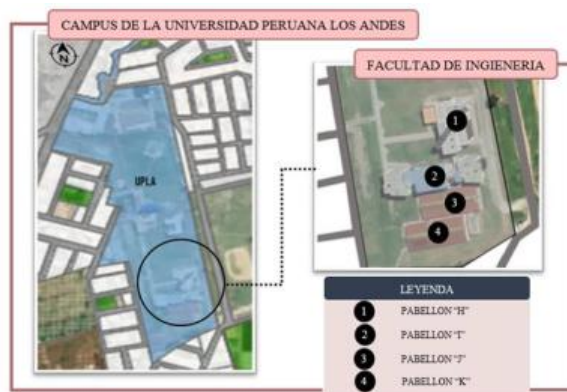 CAMPUS DE LA UNIVERSIDAD PERUANA LOS ANDES
N
UPLA
FACULTAD DE INGIENERIA
1
2
3
4
LEYENDA
1 PABELLON “H”
2 PABELLON “I”
3 PABELLON “J”
4 PABELLON “K”